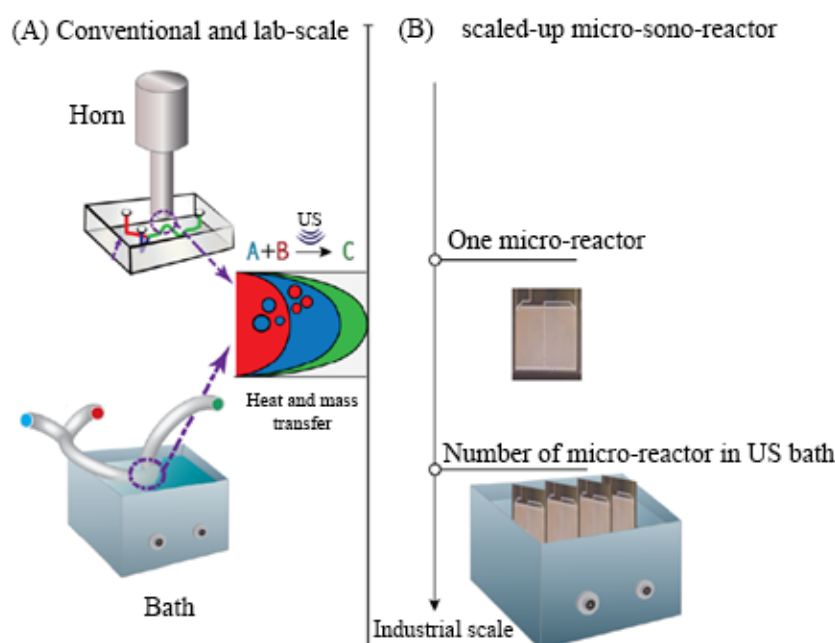 (A) Conventional and lab-scale
Horn
US
A+B → C
Heat and mass
transfer
Bath
(B) scaled-up micro-sono-reactor
One micro-reactor
Number of micro-reactor in US bath
Industrial scale